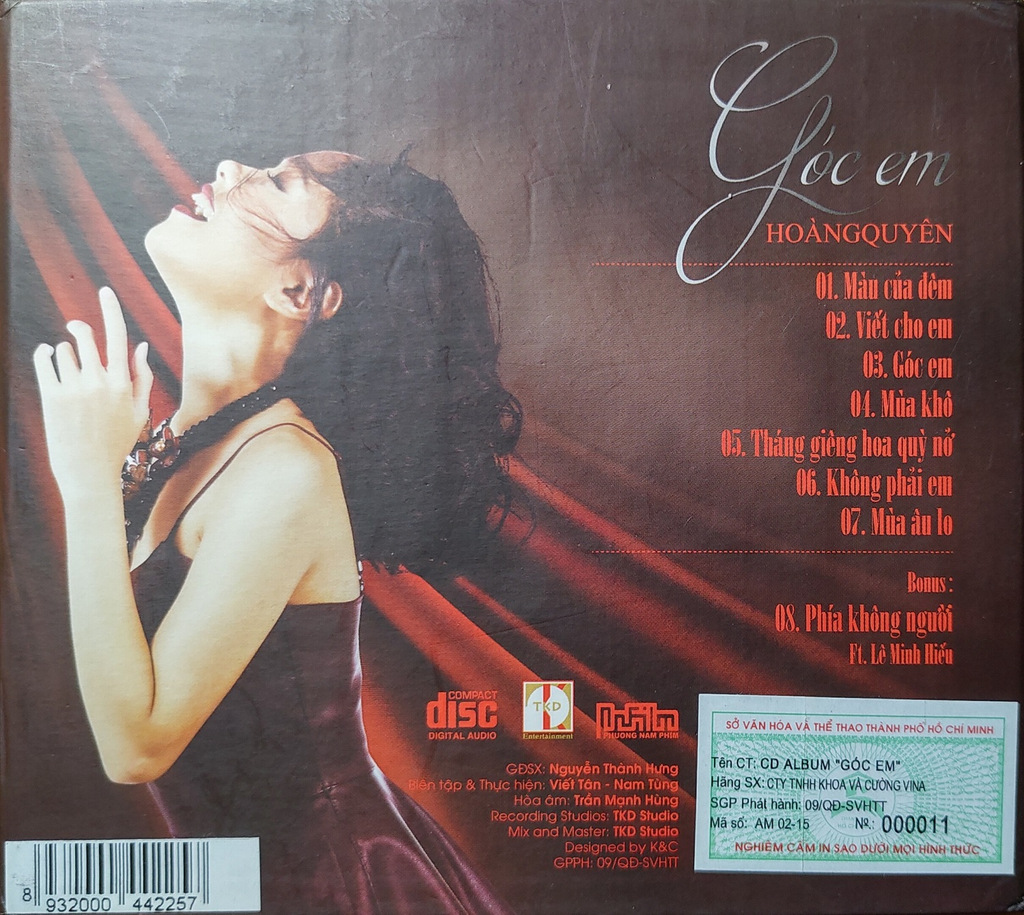 Góc em
HOÀNGQUYÊN
01. Màu của đêm
02. Viết cho em
03. Góc em
04. Mùa khô
05. Tháng giêng hoa quỳ nở
06. Không phải em
07. Mùa âu lo
Bonus :
08. Phía không người
Ft. Lê Minh Hiếu
COMPACT
disc
DIGITAL AUDIO
TKD
Entertainment
PHUONG NAM PHIM
GĐSX: Nguyễn Thành Hưng
Biên tập & Thực hiện: Viết Tân - Nam Tùng
Hòa âm: Trần Mạnh Hùng
Recording Studios: TKD Studio
Mix and Master: TKD Studio
Designed by K&C
GPPH: 09/QĐ-SVHTT
SỞ VĂN HÓA VÀ THỂ THAO THÀNH PHỐ HỒ CHÍ MINH
Tên CT: CD ALBUM "GÓC EM"
Hãng SX: CTY TNHH KHOA VÀ CƯỜNG VINA
SGP Phát hành: 09/QĐ-SVHTT
Mã số: AM 02-15 Nº: 000011
NGHIÊM CẤM IN SAO DƯỚI MỌI HÌNH THỨC
8 932000 442257